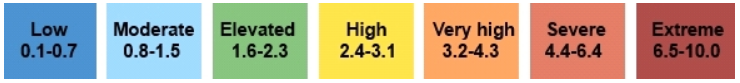 Low
0.1-0.7
Moderate
0.8-1.5
Elevated
1.6-2.3
High
2.4-3.1
Very high
3.2-4.3
Severe
4.4-6.4
Extreme
6.5-10.0